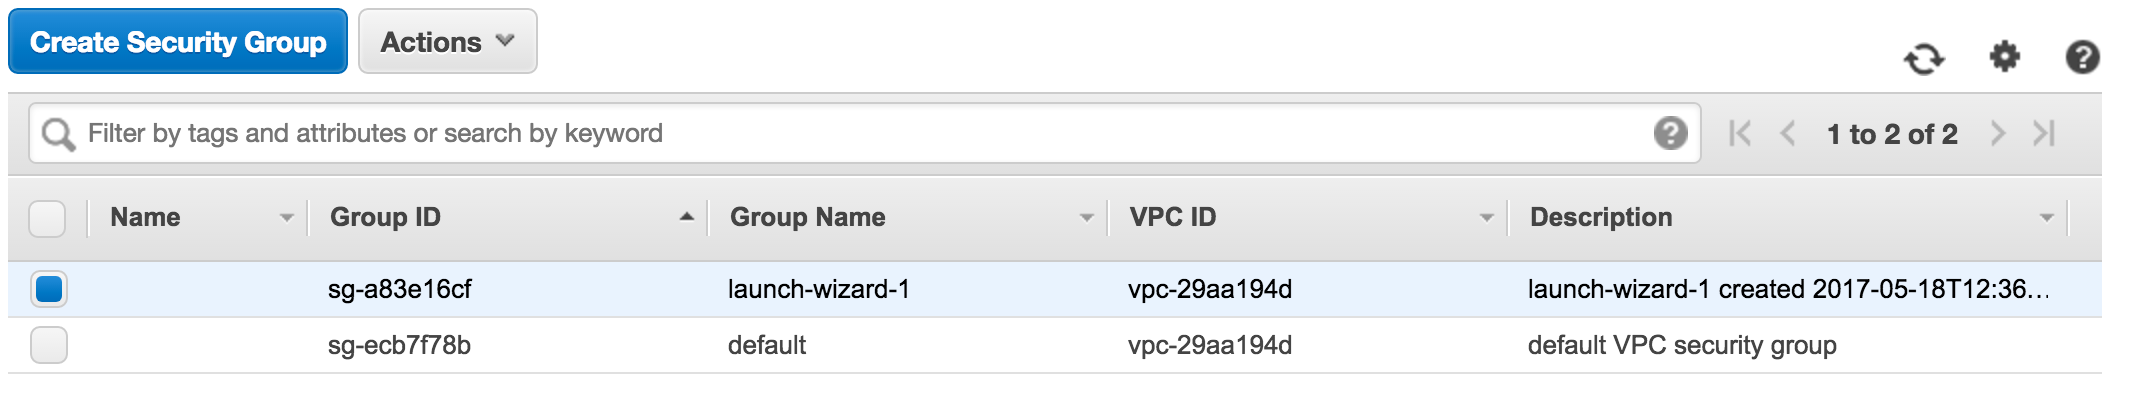 Create Security Group Actions
Filter by tags and attributes or search by keyword ? 1 to 2 of 2
Name Group ID Group Name VPC ID Description
sg-a83e16cf launch-wizard-1 vpc-29aa194d launch-wizard-1 created 2017-05-18T12:36...
sg-ecb7f78b default vpc-29aa194d default VPC security group